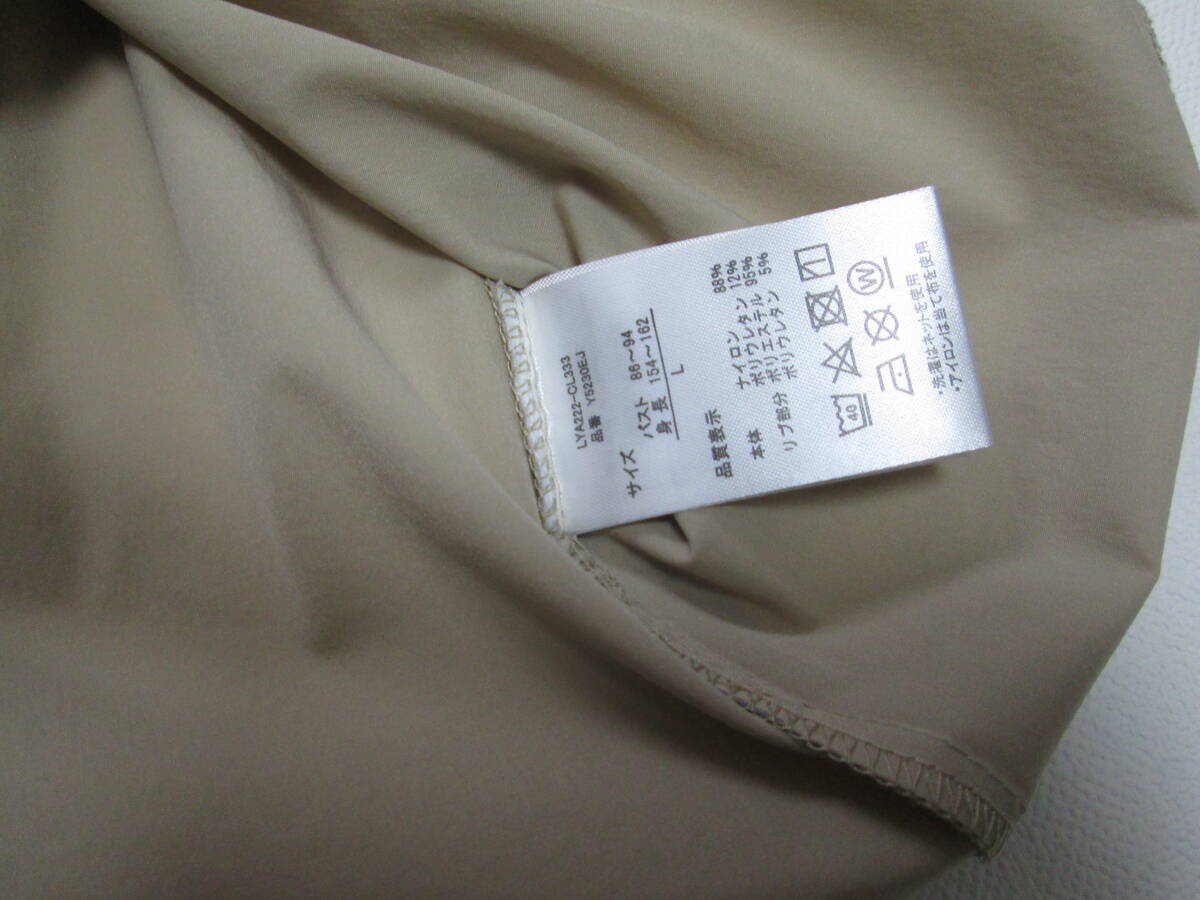 LYA222-CL333
品番 Y5230EJ
サイズ バスト 86～94
身長 154～162
L
品質表示
本体 ナイロン 88%
ポリウレタン 12%
リブ部分 ポリエステル 95%
ポリウレタン 5%
40
W
・洗濯はネットを使用
・アイロンは当て布を使用